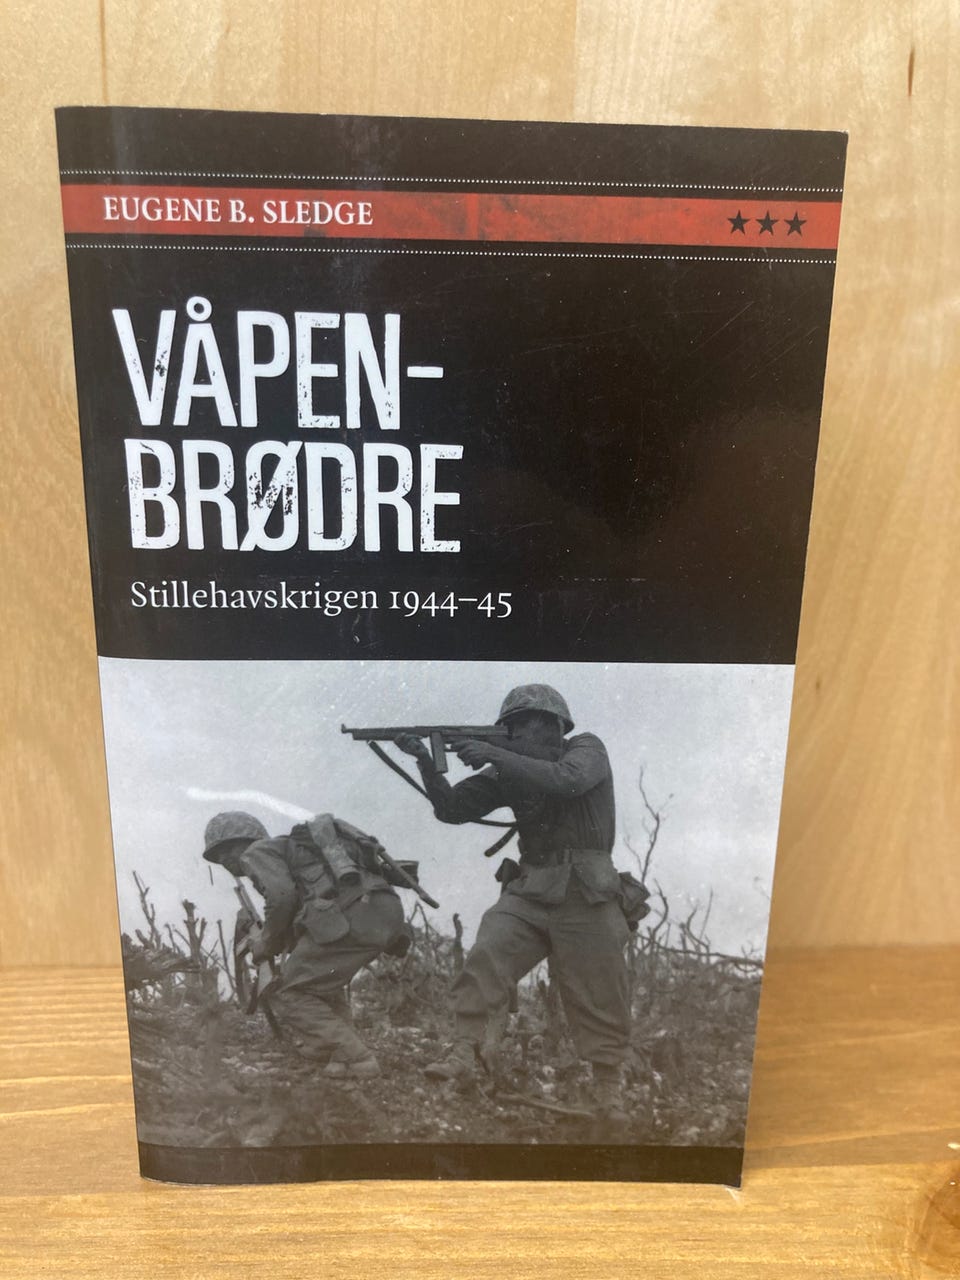 EUGENE B. SLEDGE
VÅPEN-
BRØDRE
Stillehavskrigen 1944–45